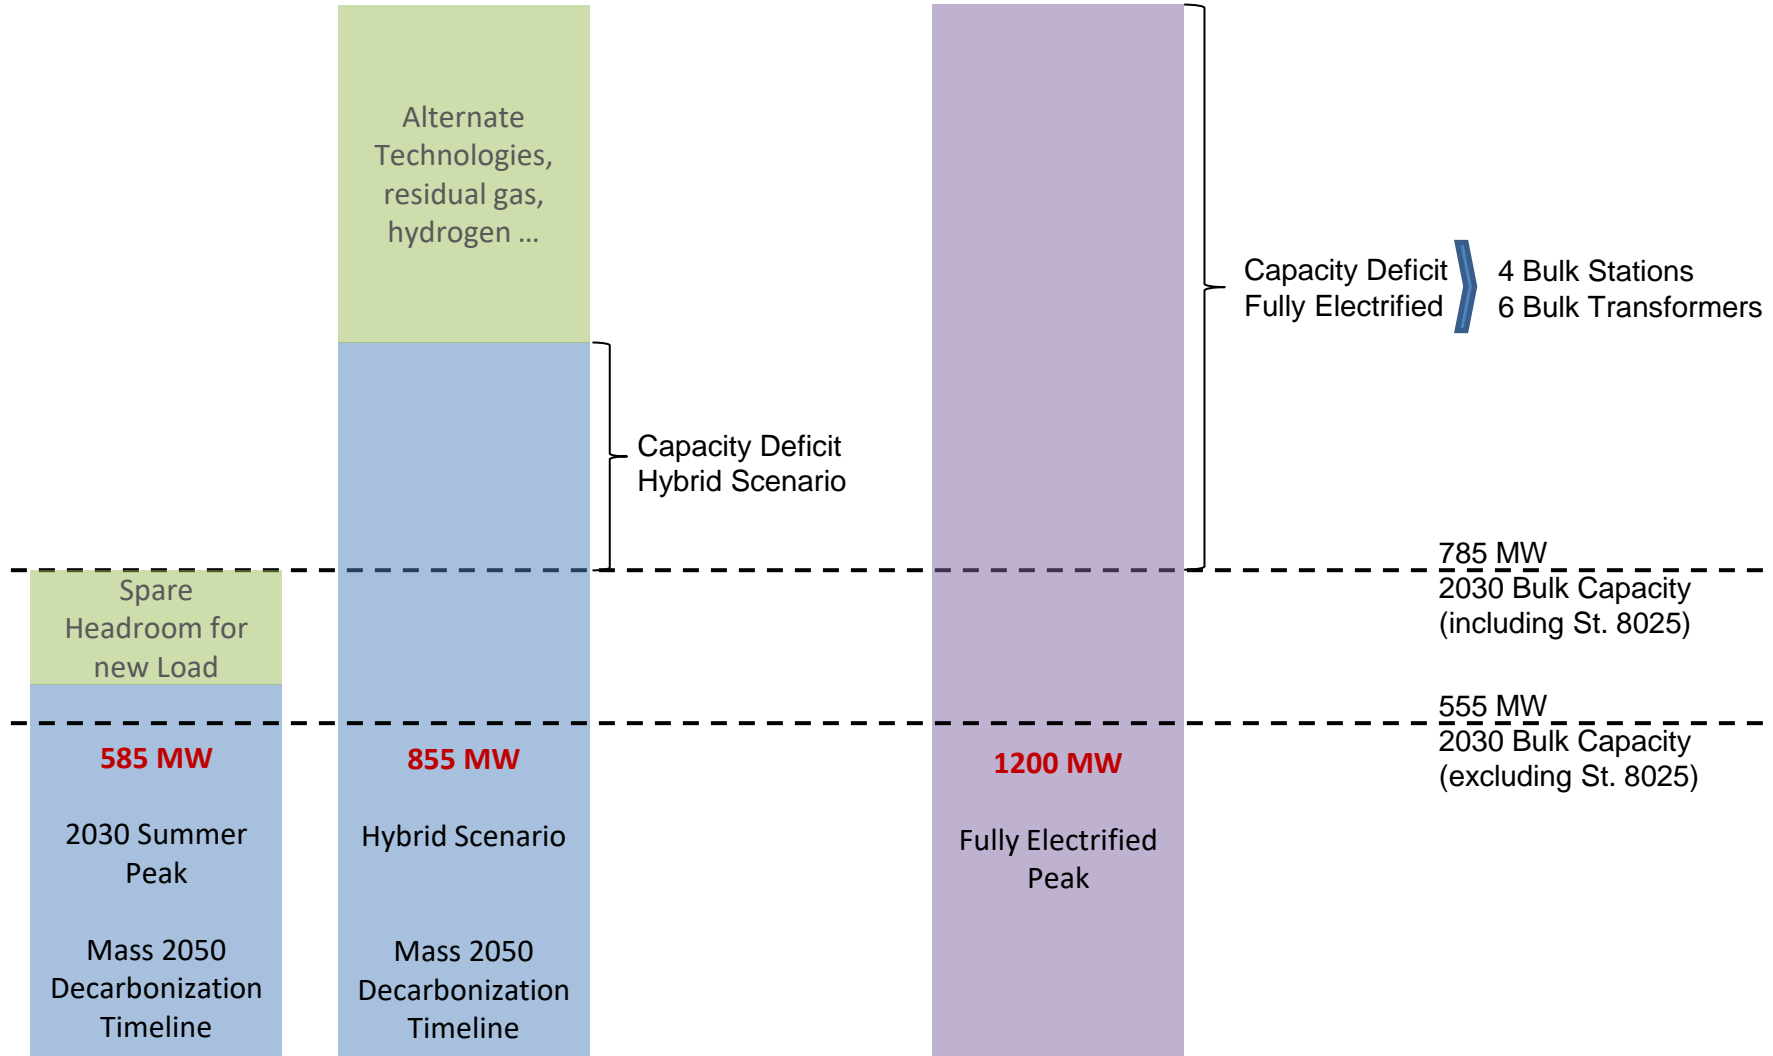 Alternate
Technologies,
residual gas,
hydrogen ...
Capacity Deficit
Fully Electrified
4 Bulk Stations
6 Bulk Transformers
Capacity Deficit
Hybrid Scenario
785 MW
2030 Bulk Capacity
(including St. 8025)
Spare
Headroom for
new Load
555 MW
2030 Bulk Capacity
(excluding St. 8025)
585 MW
2030 Summer
Peak
Mass 2050
Decarbonization
Timeline
855 MW
Hybrid Scenario
Mass 2050
Decarbonization
Timeline
1200 MW
Fully Electrified
Peak